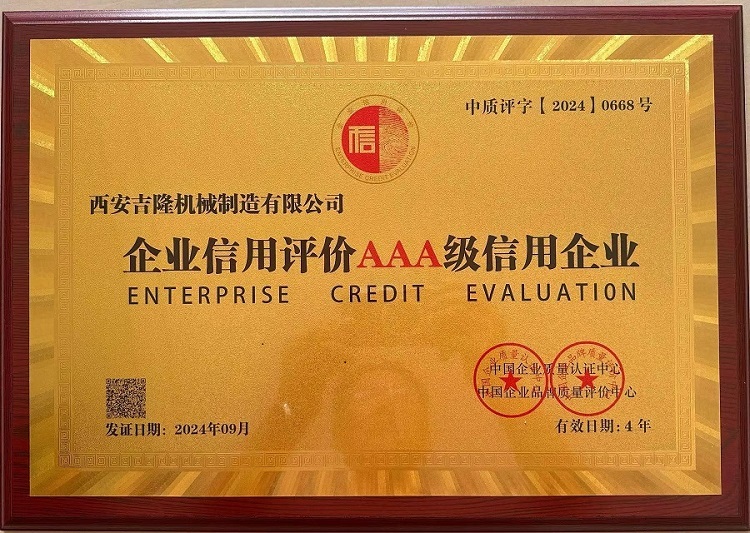 中质评字【2024】0668号
信
ENTERPRISE CREDIT EVALUATION
西安吉隆机械制造有限公司
企业信用评价AAA级信用企业
ENTERPRISE CREDIT EVALUATION
中国企业质量认证中心
中国企业品牌质量评价中心
发证日期：2024年09月
有效日期：4年